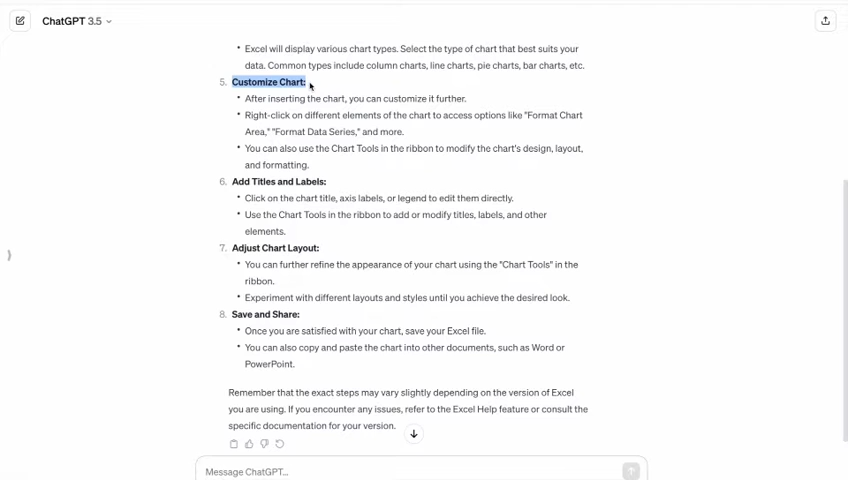 ChatGPT 3.5
• Excel will display various chart types. Select the type of chart that best suits your
data. Common types include column charts, line charts, pie charts, bar charts, etc.
5. Customize Chart:
• After inserting the chart, you can customize it further.
• Right-click on different elements of the chart to access options like "Format Chart
Area," "Format Data Series," and more.
• You can also use the Chart Tools in the ribbon to modify the chart's design, layout,
and formatting.
6. Add Titles and Labels:
• Click on the chart title, axis labels, or legend to edit them directly.
• Use the Chart Tools in the ribbon to add or modify titles, labels, and other
elements.
7. Adjust Chart Layout:
• You can further refine the appearance of your chart using the "Chart Tools" in the
ribbon.
• Experiment with different layouts and styles until you achieve the desired look.
8. Save and Share:
• Once you are satisfied with your chart, save your Excel file.
• You can also copy and paste the chart into other documents, such as Word or
PowerPoint.
Remember that the exact steps may vary slightly depending on the version of Excel
you are using. If you encounter any issues, refer to the Excel Help feature or consult the
specific documentation for your version.
Message ChatGPT...